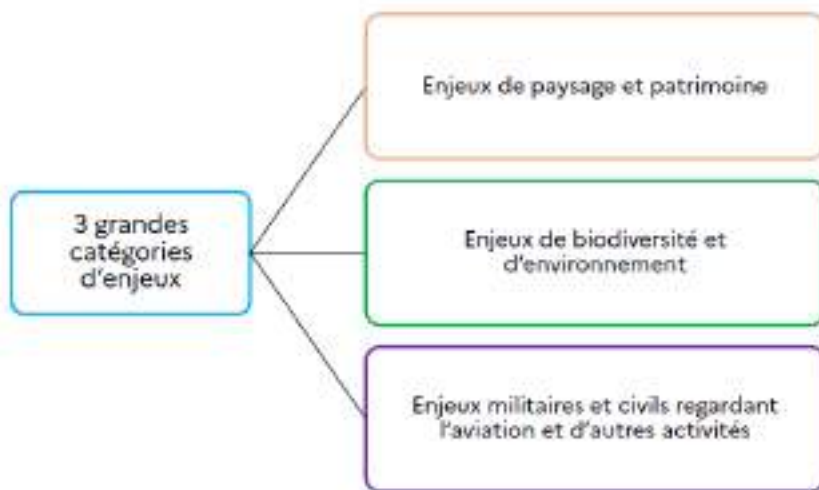 3 grandes
catégories
d'enjeux
Enjeux de paysage et patrimoine
Enjeux de biodiversité et
d'environnement
Enjeux militaires et civils regardant
l'aviation et d'autres activités